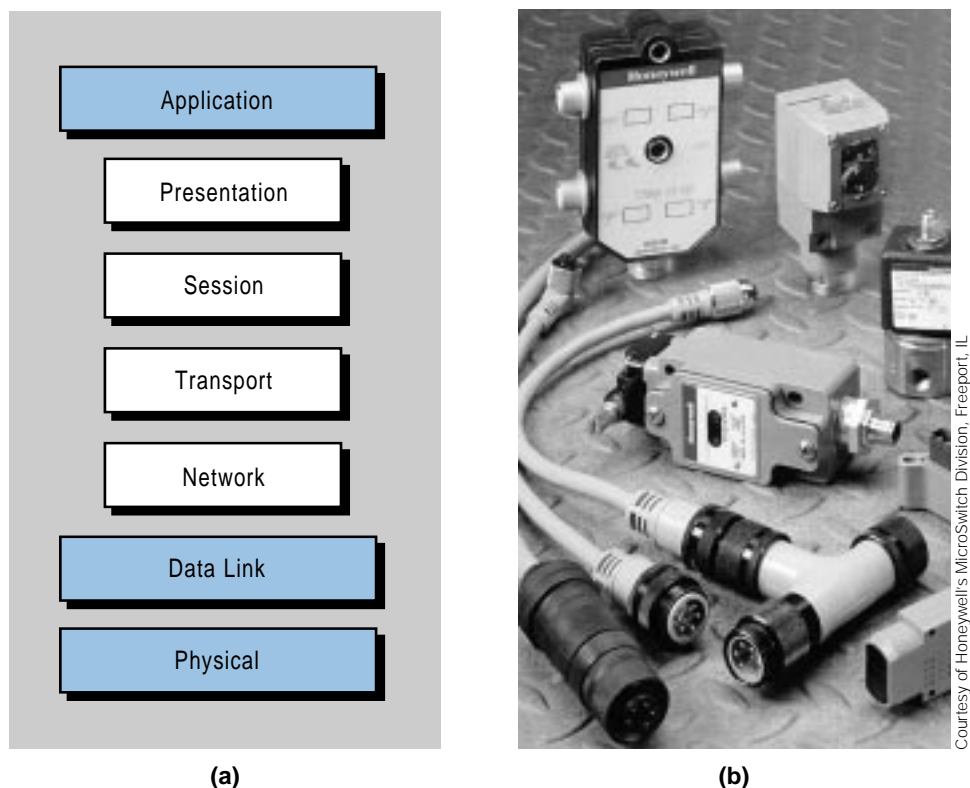 Application
Presentation
Session
Transport
Network
Data Link
Physical
(a)
Honeywell
Courtesy of Honeywell's MicroSwitch Division, Freeport, IL
(b)